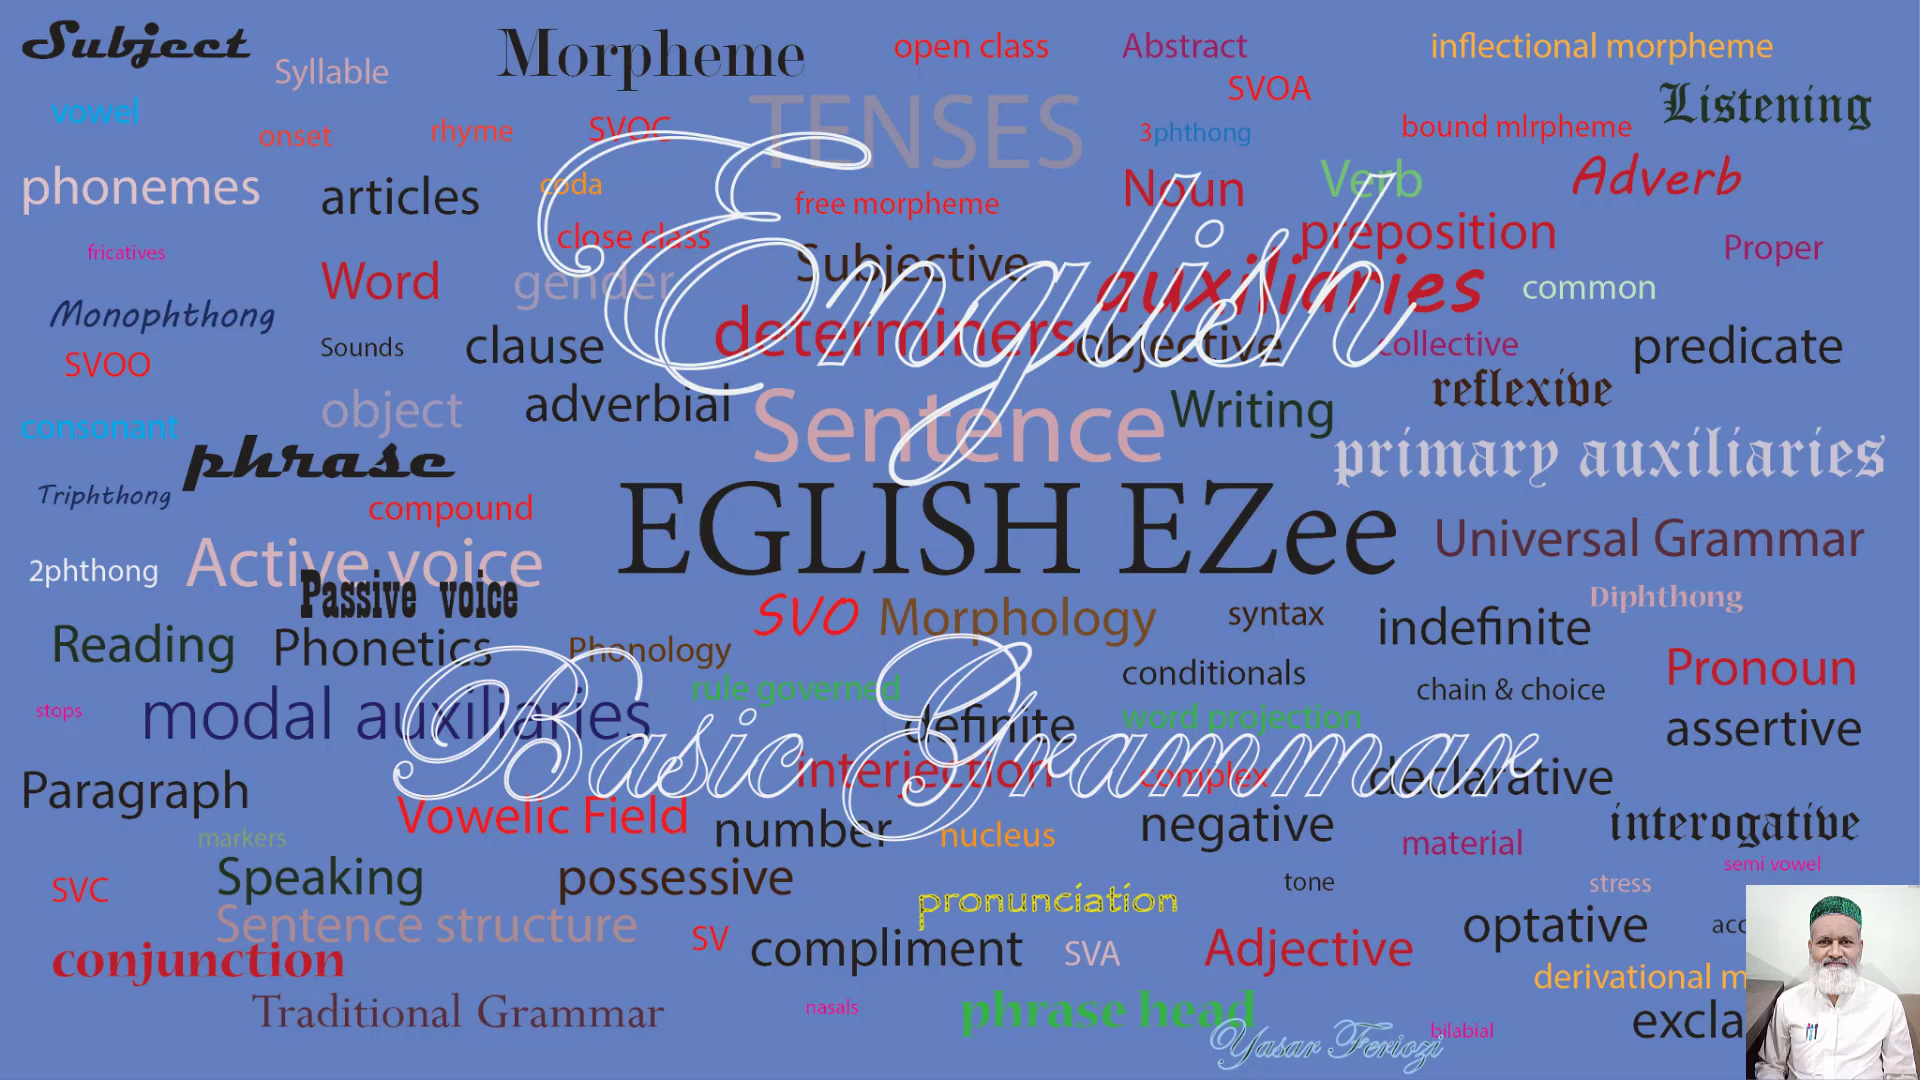 Subject
Syllable
Morpheme
open class
Abstract
inflectional morpheme
SVOA
Listening
vowel
onset
rhyme
SVOC
TENSES
3phthong
bound mlrpheme
phonemes
articles
coda
free morpheme
Noun
Verb
Adverb
close class
preposition
Proper
fricatives
Word
gender
Subjective
English
auxiliaries
common
Monophthong
Sounds
clause
determiners
objective
collective
predicate
SVOO
object
adverbial
Sentence
Writing
reflexive
consonant
phrase
primary auxiliaries
Triphthong
compound
EGLISH EZee
Universal Grammar
2phthong
Active voice
Passive voice
SVO
Morphology
syntax
indefinite
Diphthong
Reading
Phonetics
Phonology
conditionals
Pronoun
rule governed
chain & choice
stops
modal auxiliaries
definite
word projection
assertive
Basic Grammar
Paragraph
interjection
complex
declarative
Vowelic Field
number
nucleus
negative
material
interogative
markers
semi vowel
SVC
Speaking
possessive
pronunciation
tone
stress
Sentence structure
SV
compliment
SVA
Adjective
optative
conjunction
derivational
Traditional Grammar
nasals
phrase head
Yasar Feriozi
bilabial